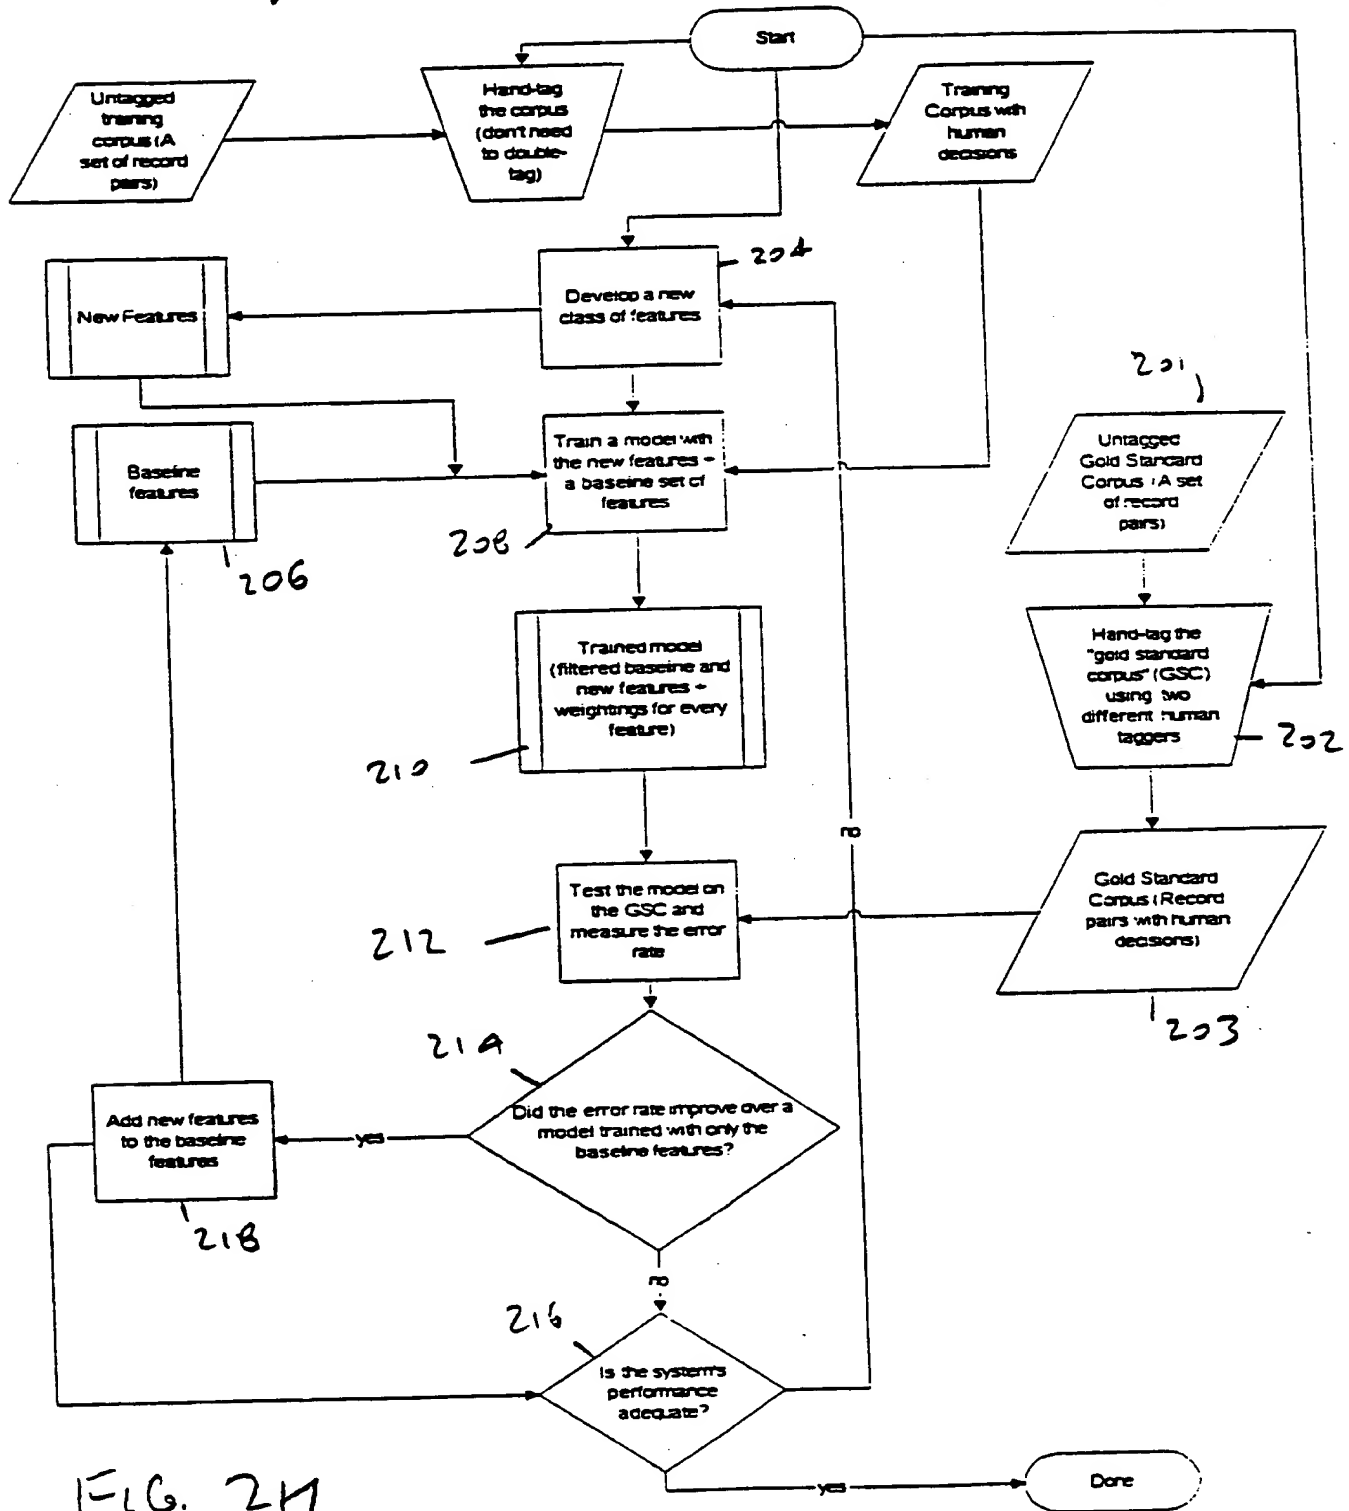 Start
Untagged
training
corpus (A
set of record
pairs)
Hand-tag
the corpus
(don't need
to double-
tag)
Training
Corpus with
human
decisions
204
New Features
Develop a new
class of features
201
Baseline
features
Train a model with
the new features +
a baseline set of
features
Untagged
Gold Standard
Corpus (A set
of record
pairs)
206
208
Trained model
(filtered baseline and
new features +
weightings for every
feature)
Hand-tag the
"gold standard
corpus" (GSC)
using two
different human
taggers
202
210
no
Test the model on
the GSC and
measure the error
rate
Gold Standard
Corpus (Record
pairs with human
decisions)
212
203
214
Add new features
to the baseline
features
yes
Did the error rate improve over a
model trained with only the
baseline features?
218
no
216
Is the system's
performance
adequate?
yes
Done
FIG. 2A